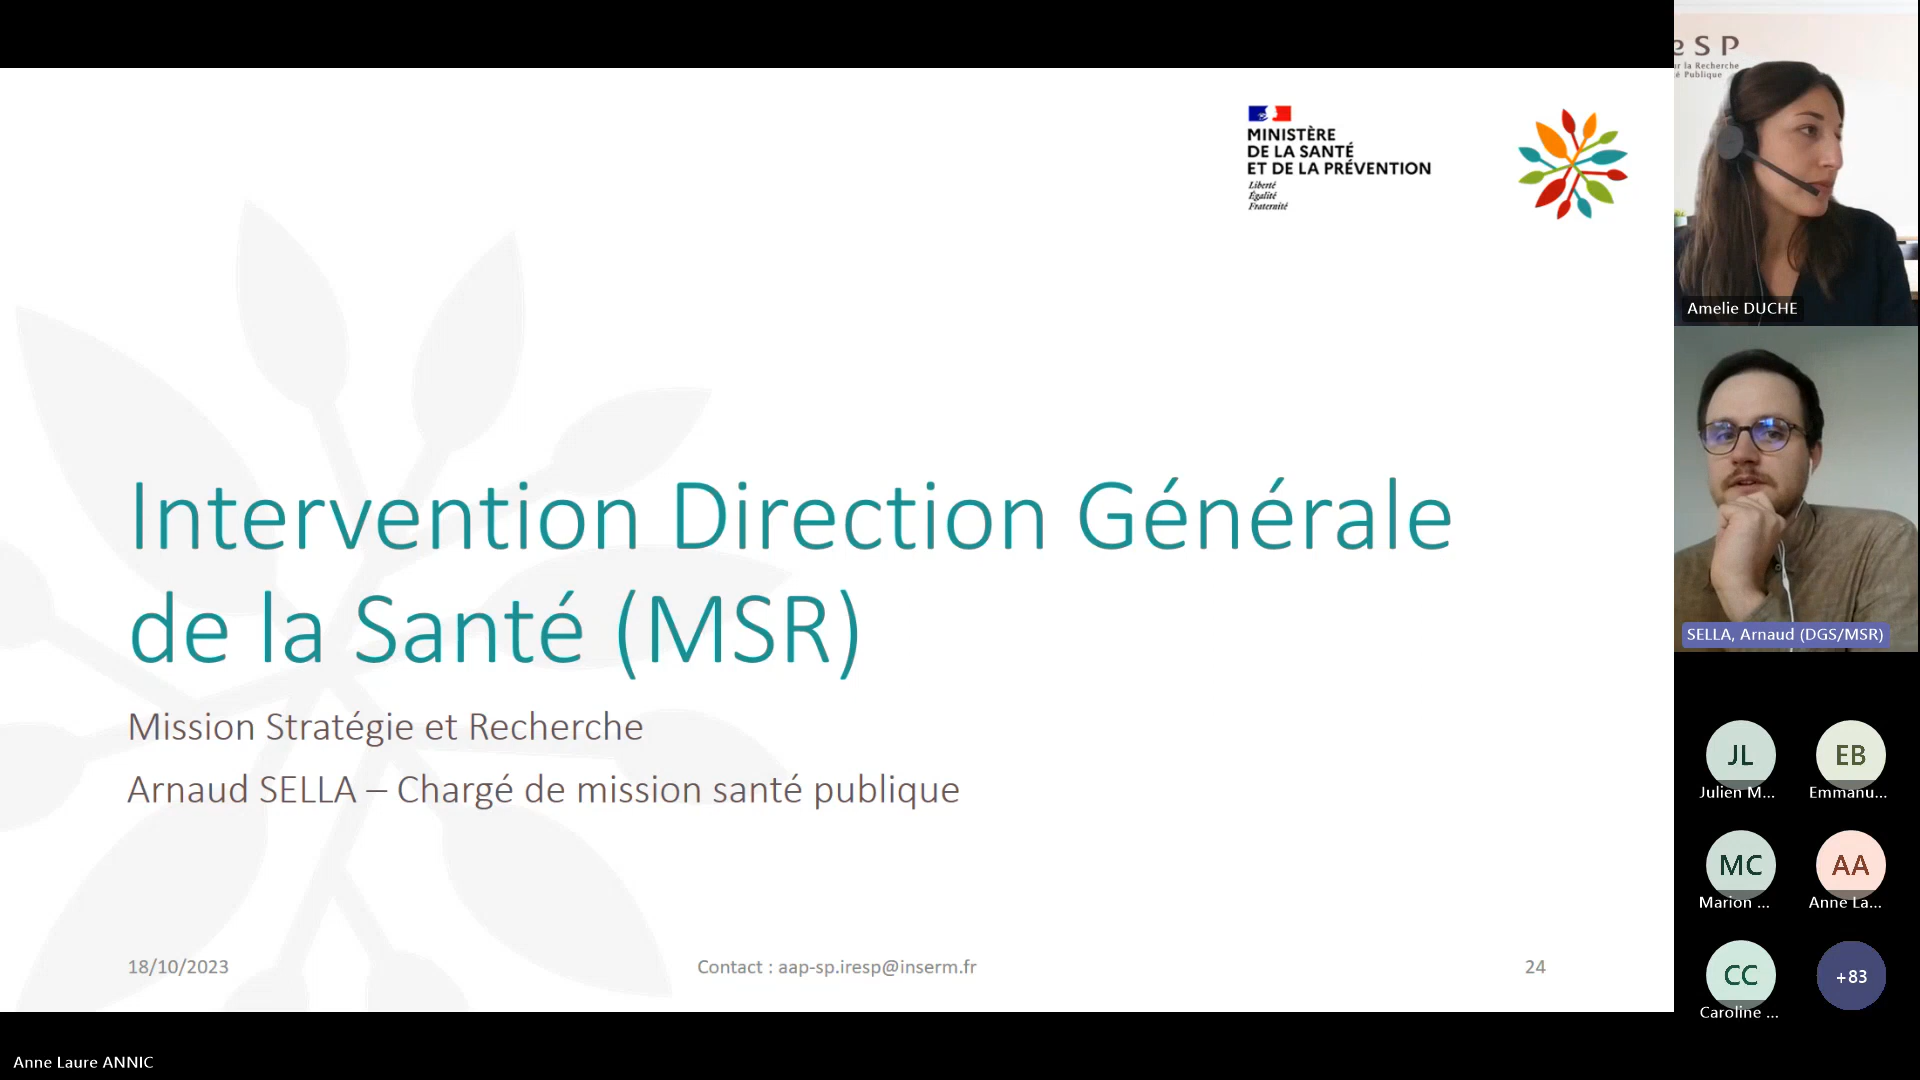 MINISTÈRE
DE LA SANTÉ
ET DE LA PRÉVENTION
Liberté
Égalité
Fraternité
Intervention Direction Générale
de la Santé (MSR)
Mission Stratégie et Recherche
Arnaud SELLA – Chargé de mission santé publique
18/10/2023
Contact : aap-sp.iresp@inserm.fr
24
e S P
r la Recherche
é Publique
Amelie DUCHE
SELLA, Arnaud (DGS/MSR)
JL
EB
Julien M...
Emmanu...
MC
AA
Marion ...
Anne La...
CC
+83
Caroline ...
Anne Laure ANNIC